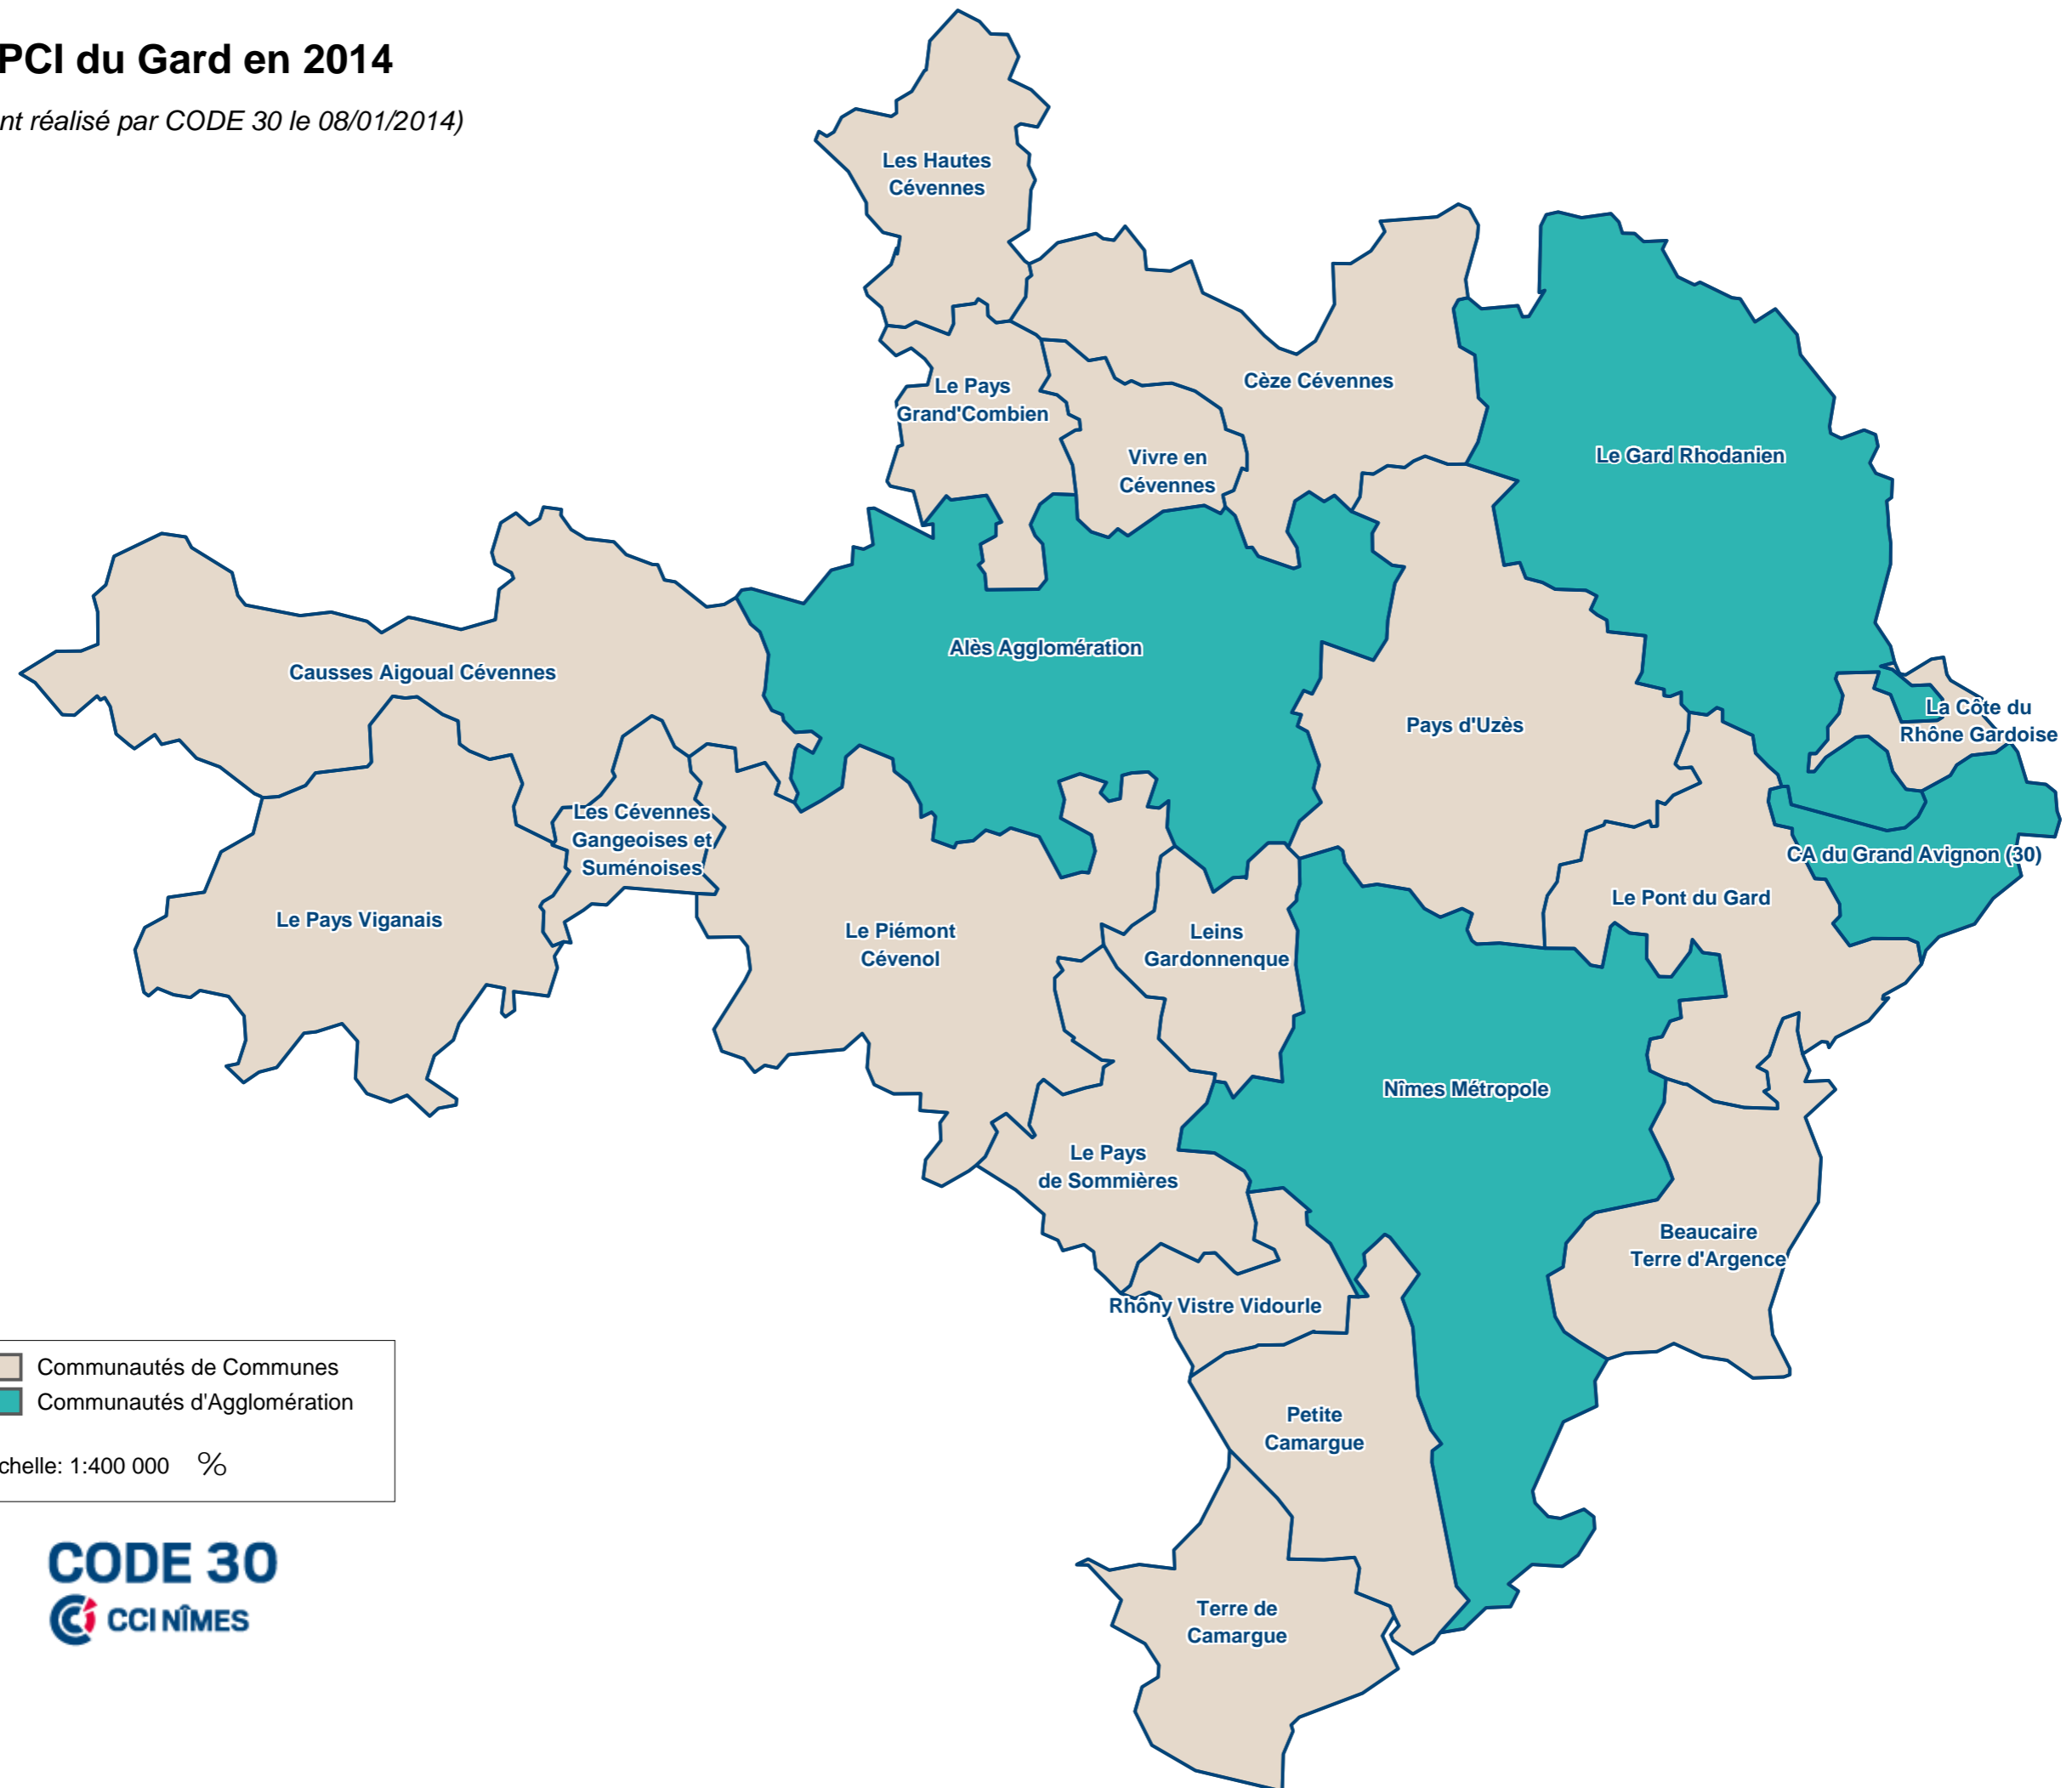 PCI du Gard en 2014
nt réalisé par CODE 30 le 08/01/2014)
Les Hautes
Cévennes
Le Pays
Grand'Combien
Cèze Cévennes
Vivre en
Cévennes
Le Gard Rhodanien
Alès Agglomération
Causses Aigoual Cévennes
Pays d'Uzès
La Côte du
Rhône Gardoise
Les Cévennes
Gangeoises et
Suménoises
CA du Grand Avignon (30)
Le Pont du Gard
Le Pays Viganais
Le Piémont
Cévenol
Leins
Gardonnenque
Nîmes Métropole
Le Pays
de Sommières
Beaucaire
Terre d'Argence
Rhôny Vistre Vidourle
Petite
Camargue
Terre de
Camargue
Communautés de Communes
Communautés d'Agglomération
chelle: 1:400 000 %
CODE 30
CCI NÎMES